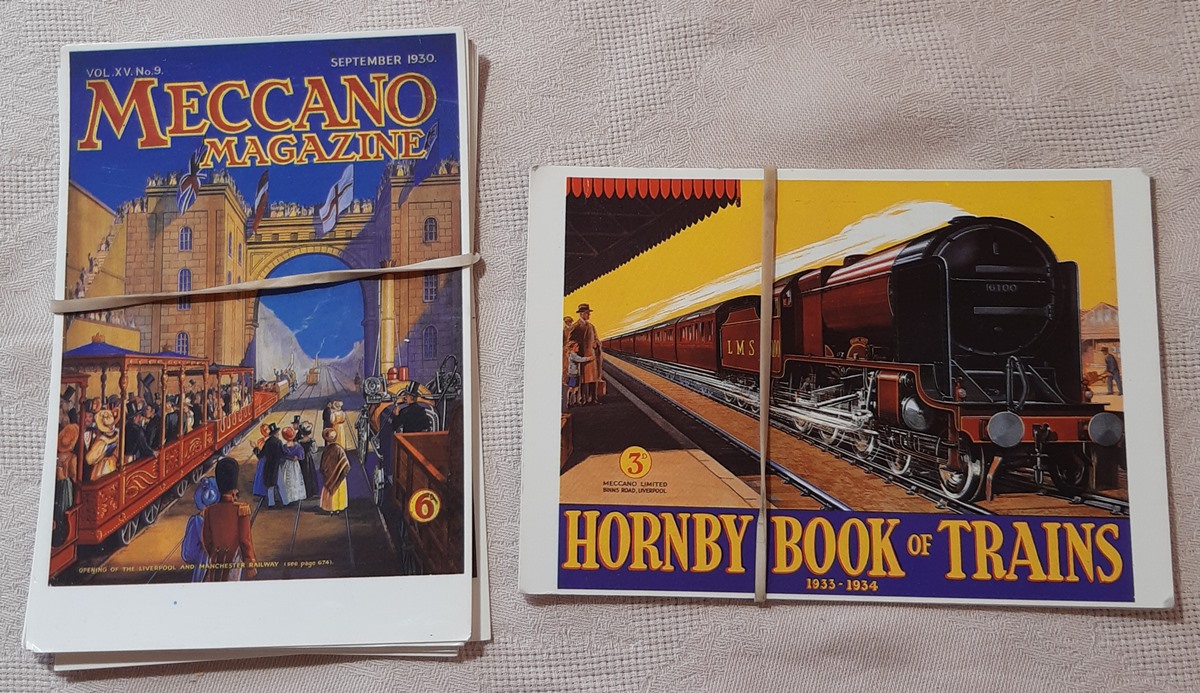 VOL. XV. No. 9.
SEPTEMBER 1930.
MECCANO
MAGAZINE
6D
OPENING OF THE LIVERPOOL AND MANCHESTER RAILWAY (see page 674).
6100
LMS
3D
MECCANO LIMITED
BINNS ROAD, LIVERPOOL
HORNBY BOOK OF TRAINS
1933-1934